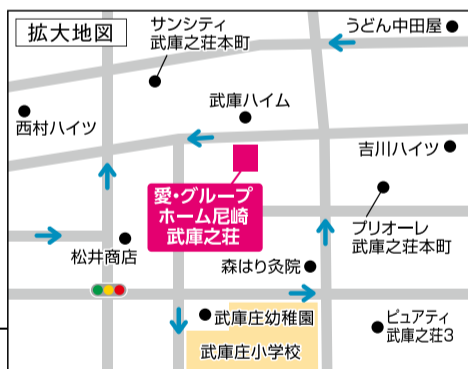 拡大地図
サンシティ
武庫之荘本町
うどん中田屋
西村ハイツ
武庫ハイム
吉川ハイツ
愛・グループ
ホーム尼崎
武庫之荘
プリオーレ
武庫之荘本町
松井商店
森はり灸院
武庫庄幼稚園
ピュアティ
武庫之荘3
武庫庄小学校